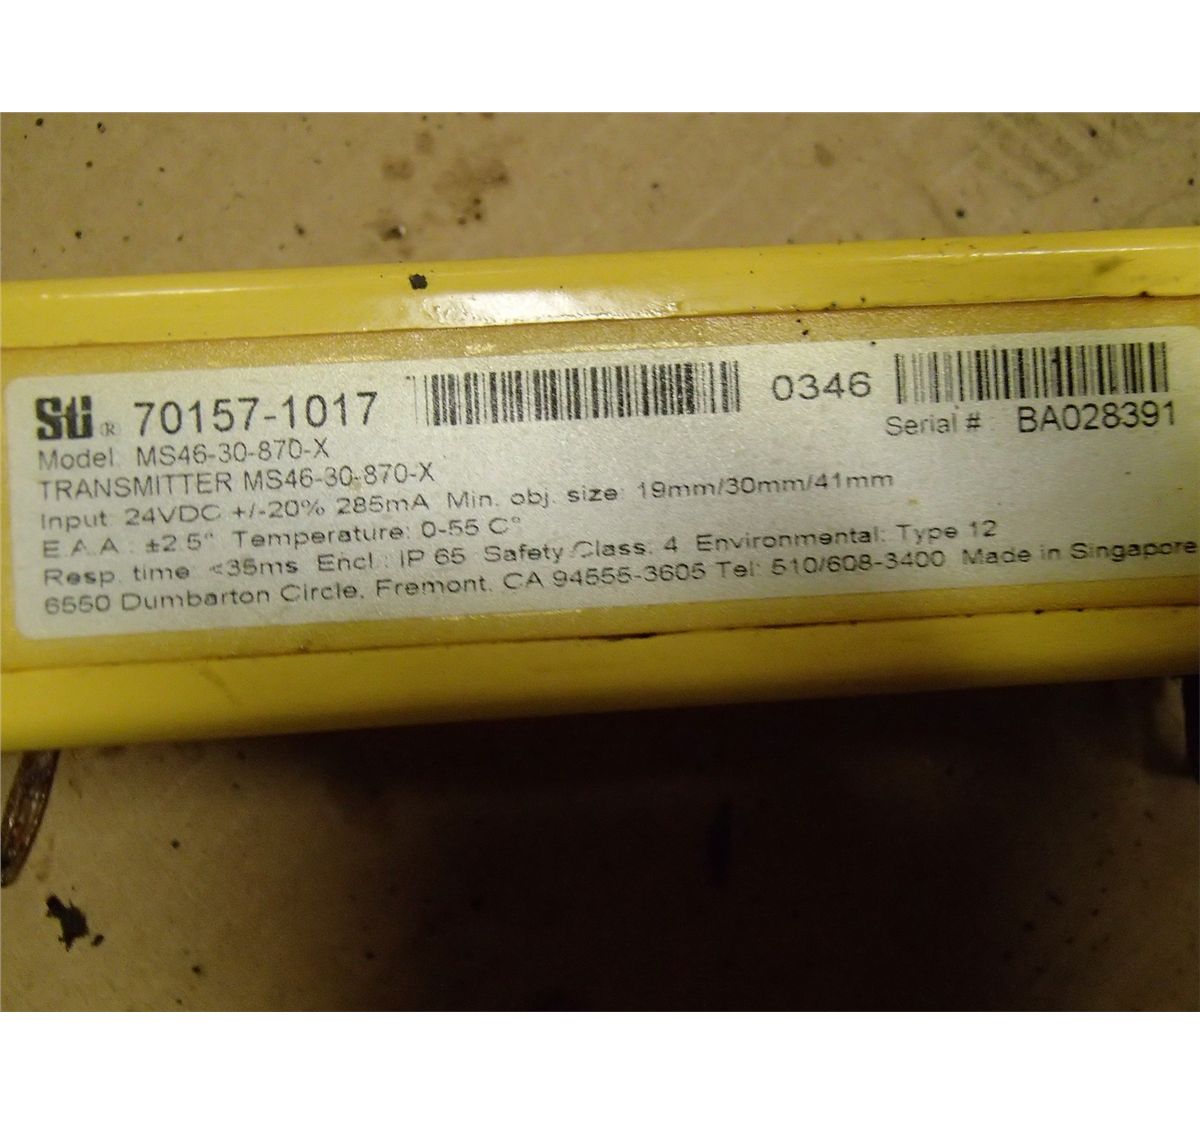 Sti® 70157-1017 0346
Serial #: BA028391
Model: MS46-30-870-X
TRANSMITTER MS46-30-870-X
Input: 24VDC +/-20% 285mA Min. obj. size: 19mm/30mm/41mm
E.A.A.: ±2.5° Temperature: 0-55 C°
Resp. time: <35ms Encl.: IP 65 Safety Class: 4 Environmental: Type 12
6550 Dumbarton Circle, Fremont, CA 94555-3605 Tel: 510/608-3400 Made in Singapore